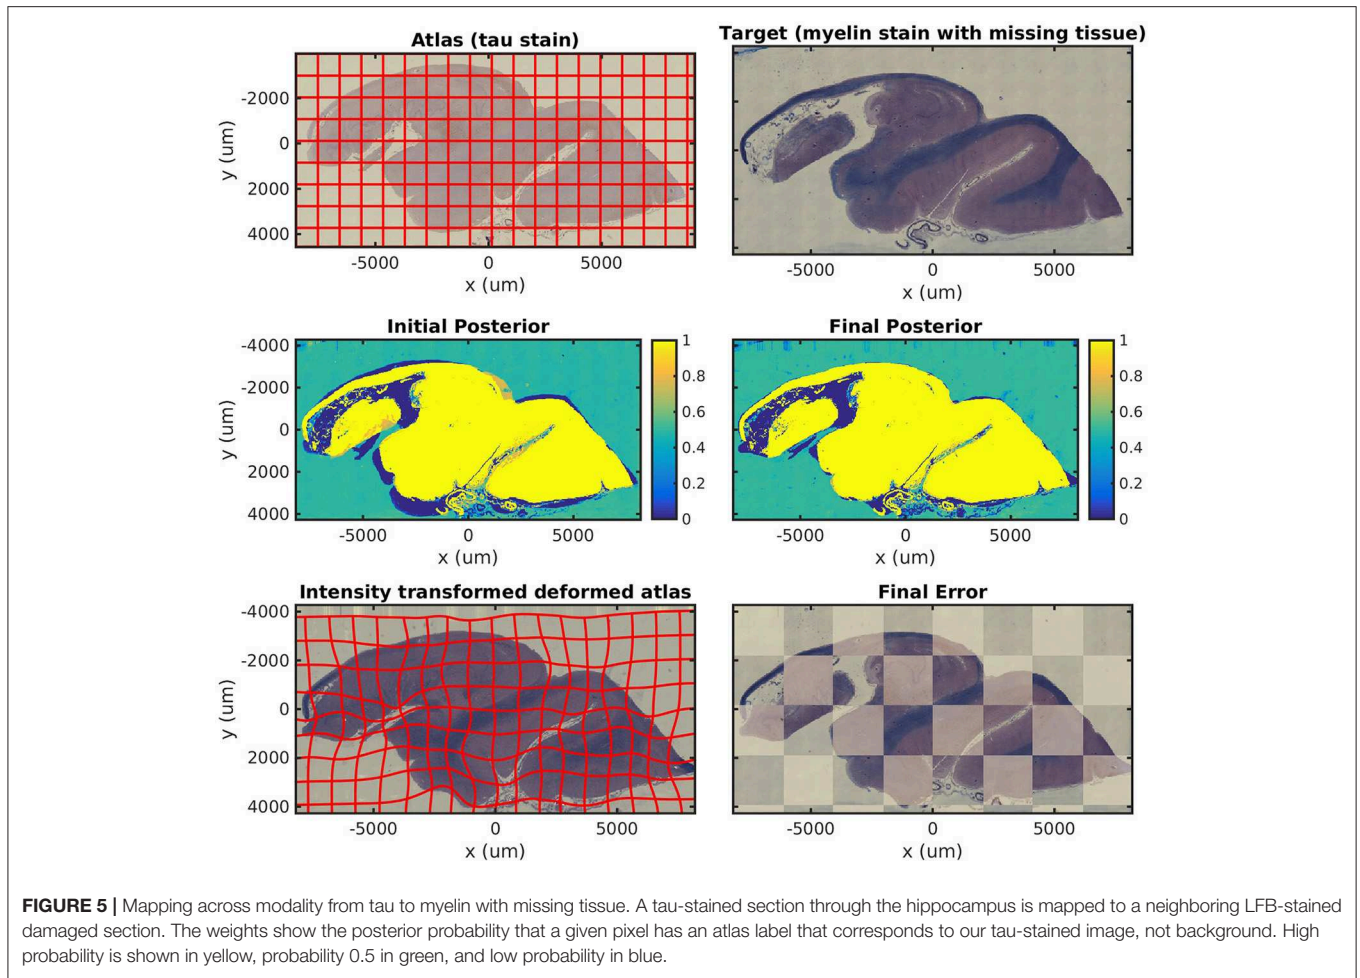 Atlas (tau stain)
-2000
0
2000
4000
y (um)
-5000
0
5000
x (um)
Target (myelin stain with missing tissue)
-5000
0
5000
x (um)
Initial Posterior
-4000
-2000
0
2000
4000
y (um)
-5000
0
5000
x (um)
1
0.8
0.6
0.4
0.2
0
Final Posterior
-5000
0
5000
x (um)
1
0.8
0.6
0.4
0.2
0
Intensity transformed deformed atlas
-4000
-2000
0
2000
4000
y (um)
-5000
0
5000
x (um)
Final Error
-5000
0
5000
x (um)
FIGURE 5 | Mapping across modality from tau to myelin with missing tissue. A tau-stained section through the hippocampus is mapped to a neighboring LFB-stained
damaged section. The weights show the posterior probability that a given pixel has an atlas label that corresponds to our tau-stained image, not background. High
probability is shown in yellow, probability 0.5 in green, and low probability in blue.